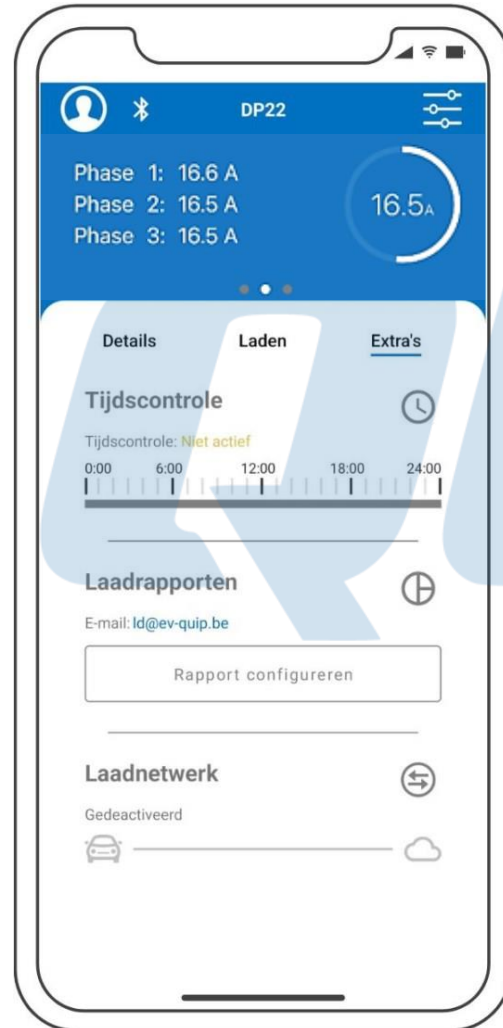 DP22
Phase 1: 16.6 A
Phase 2: 16.5 A
Phase 3: 16.5 A
16.5A
Details Laden Extra's
Tijdscontrole
Tijdscontrole: Niet actief
0:00 6:00 12:00 18:00 24:00
Laadrapporten
E-mail: ld@ev-quip.be
Rapport configureren
Laadnetwerk
Gedeactiveerd